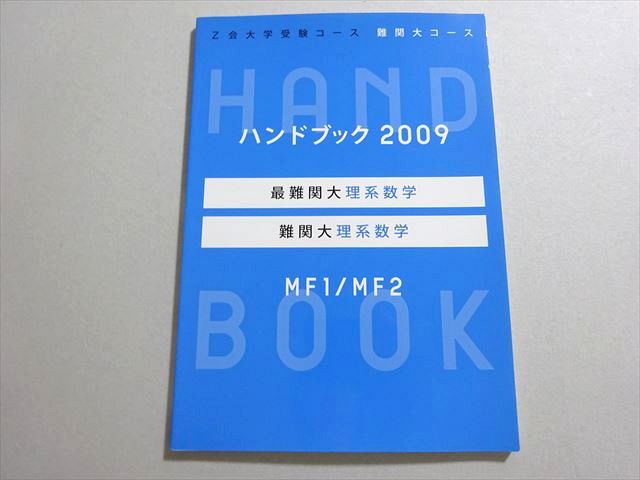 Z会大学受験コース 難関大コース
HAND
ハンドブック 2009
最難関大理系数学
難関大理系数学
MF1/MF2
BOOK